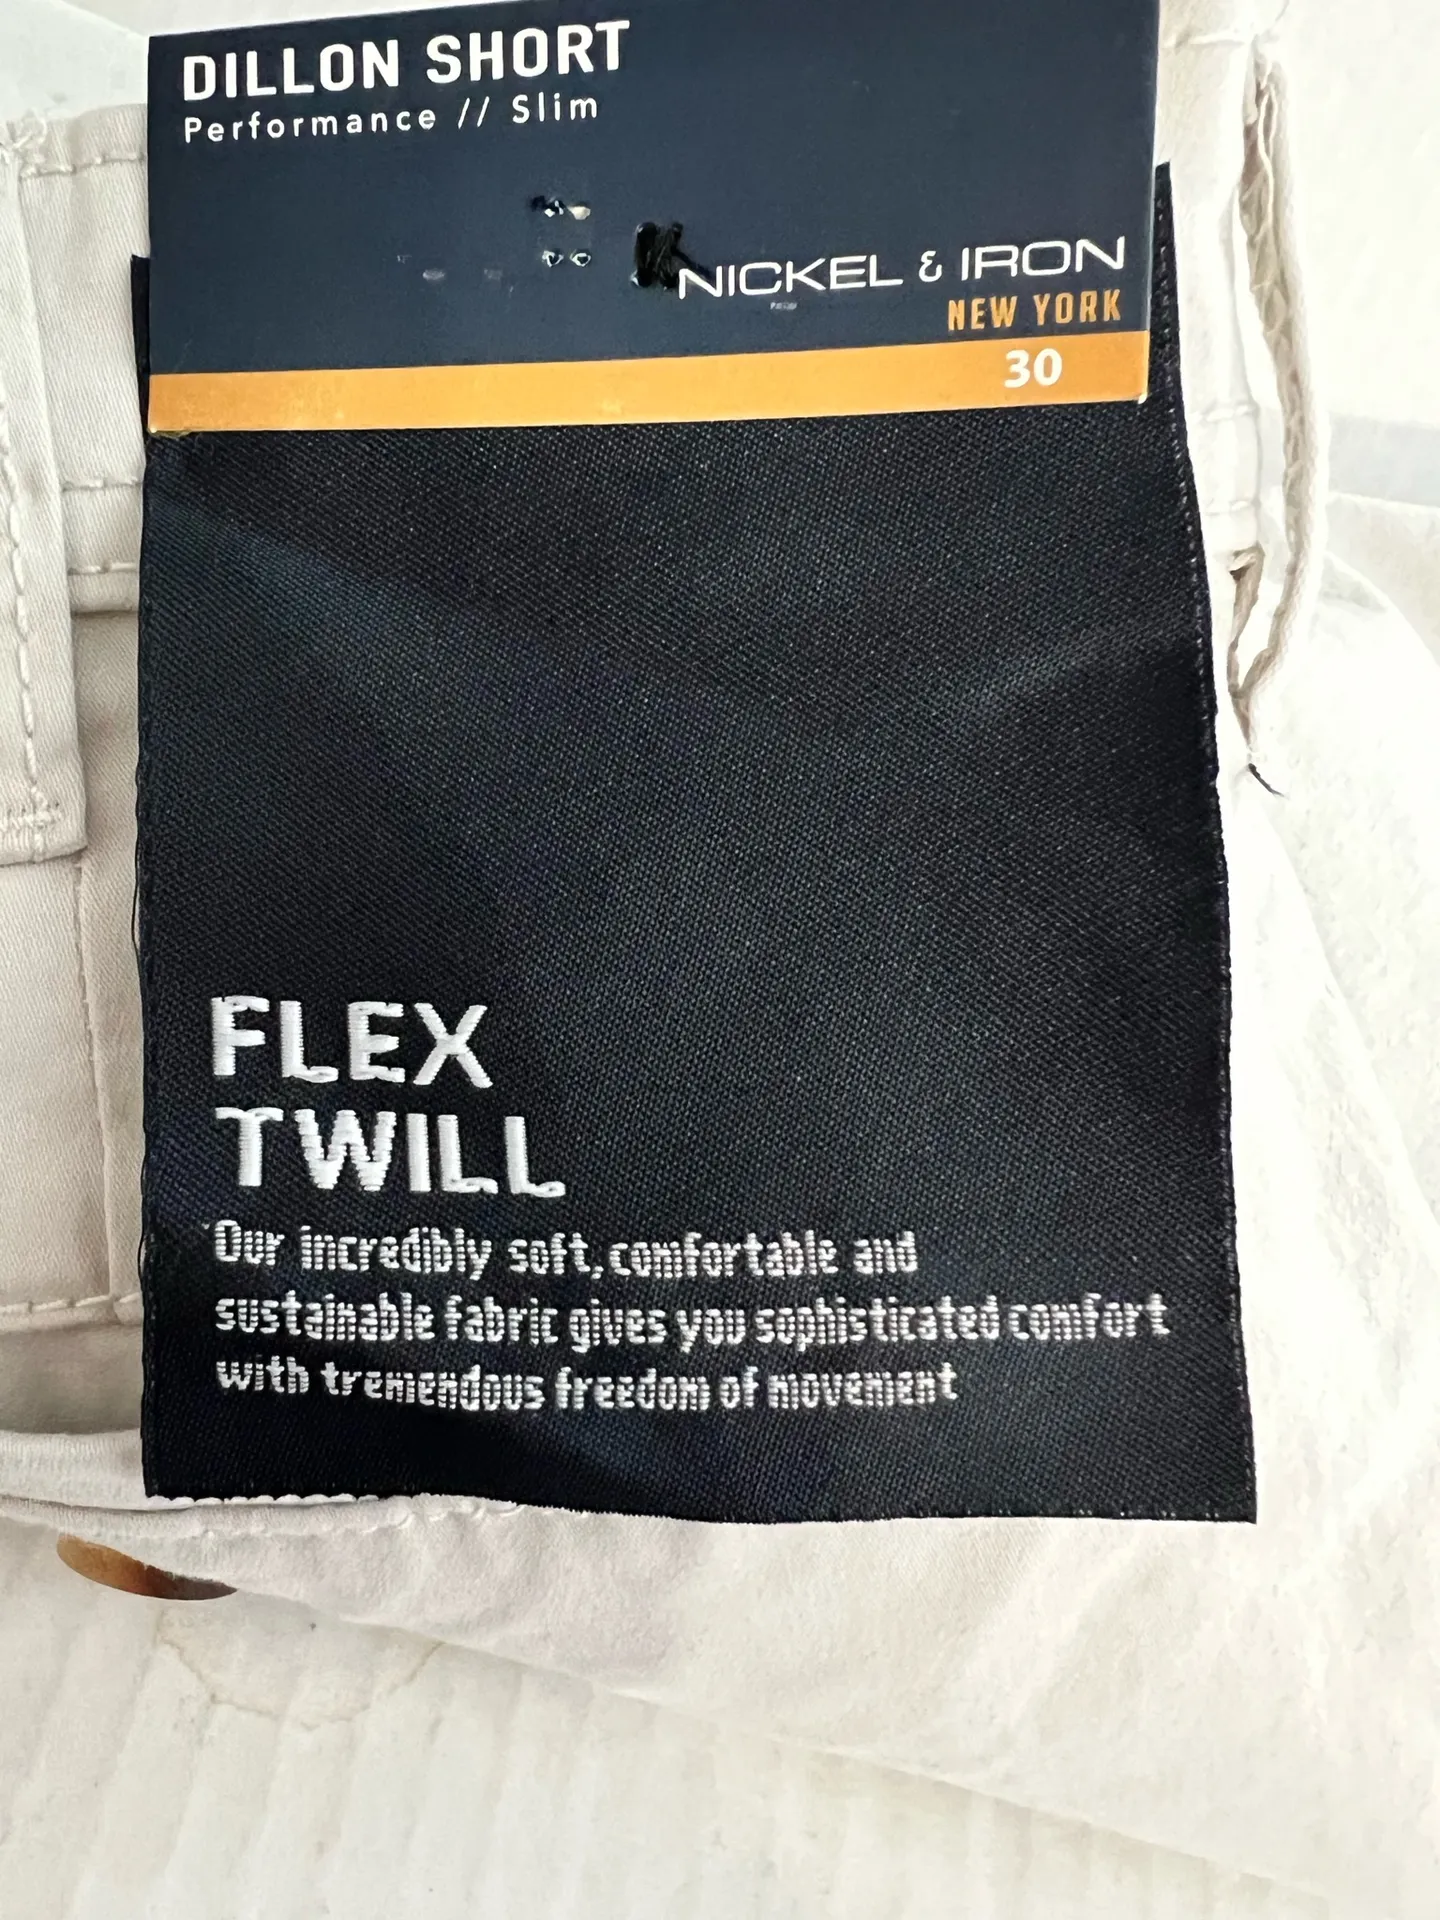 DILLON SHORT
Performance // Slim
NICKEL & IRON
NEW YORK
30
FLEX
TWILL
Our incredibly soft, comfortable and
sustainable fabric gives you sophisticated comfort
with tremendous freedom of movement